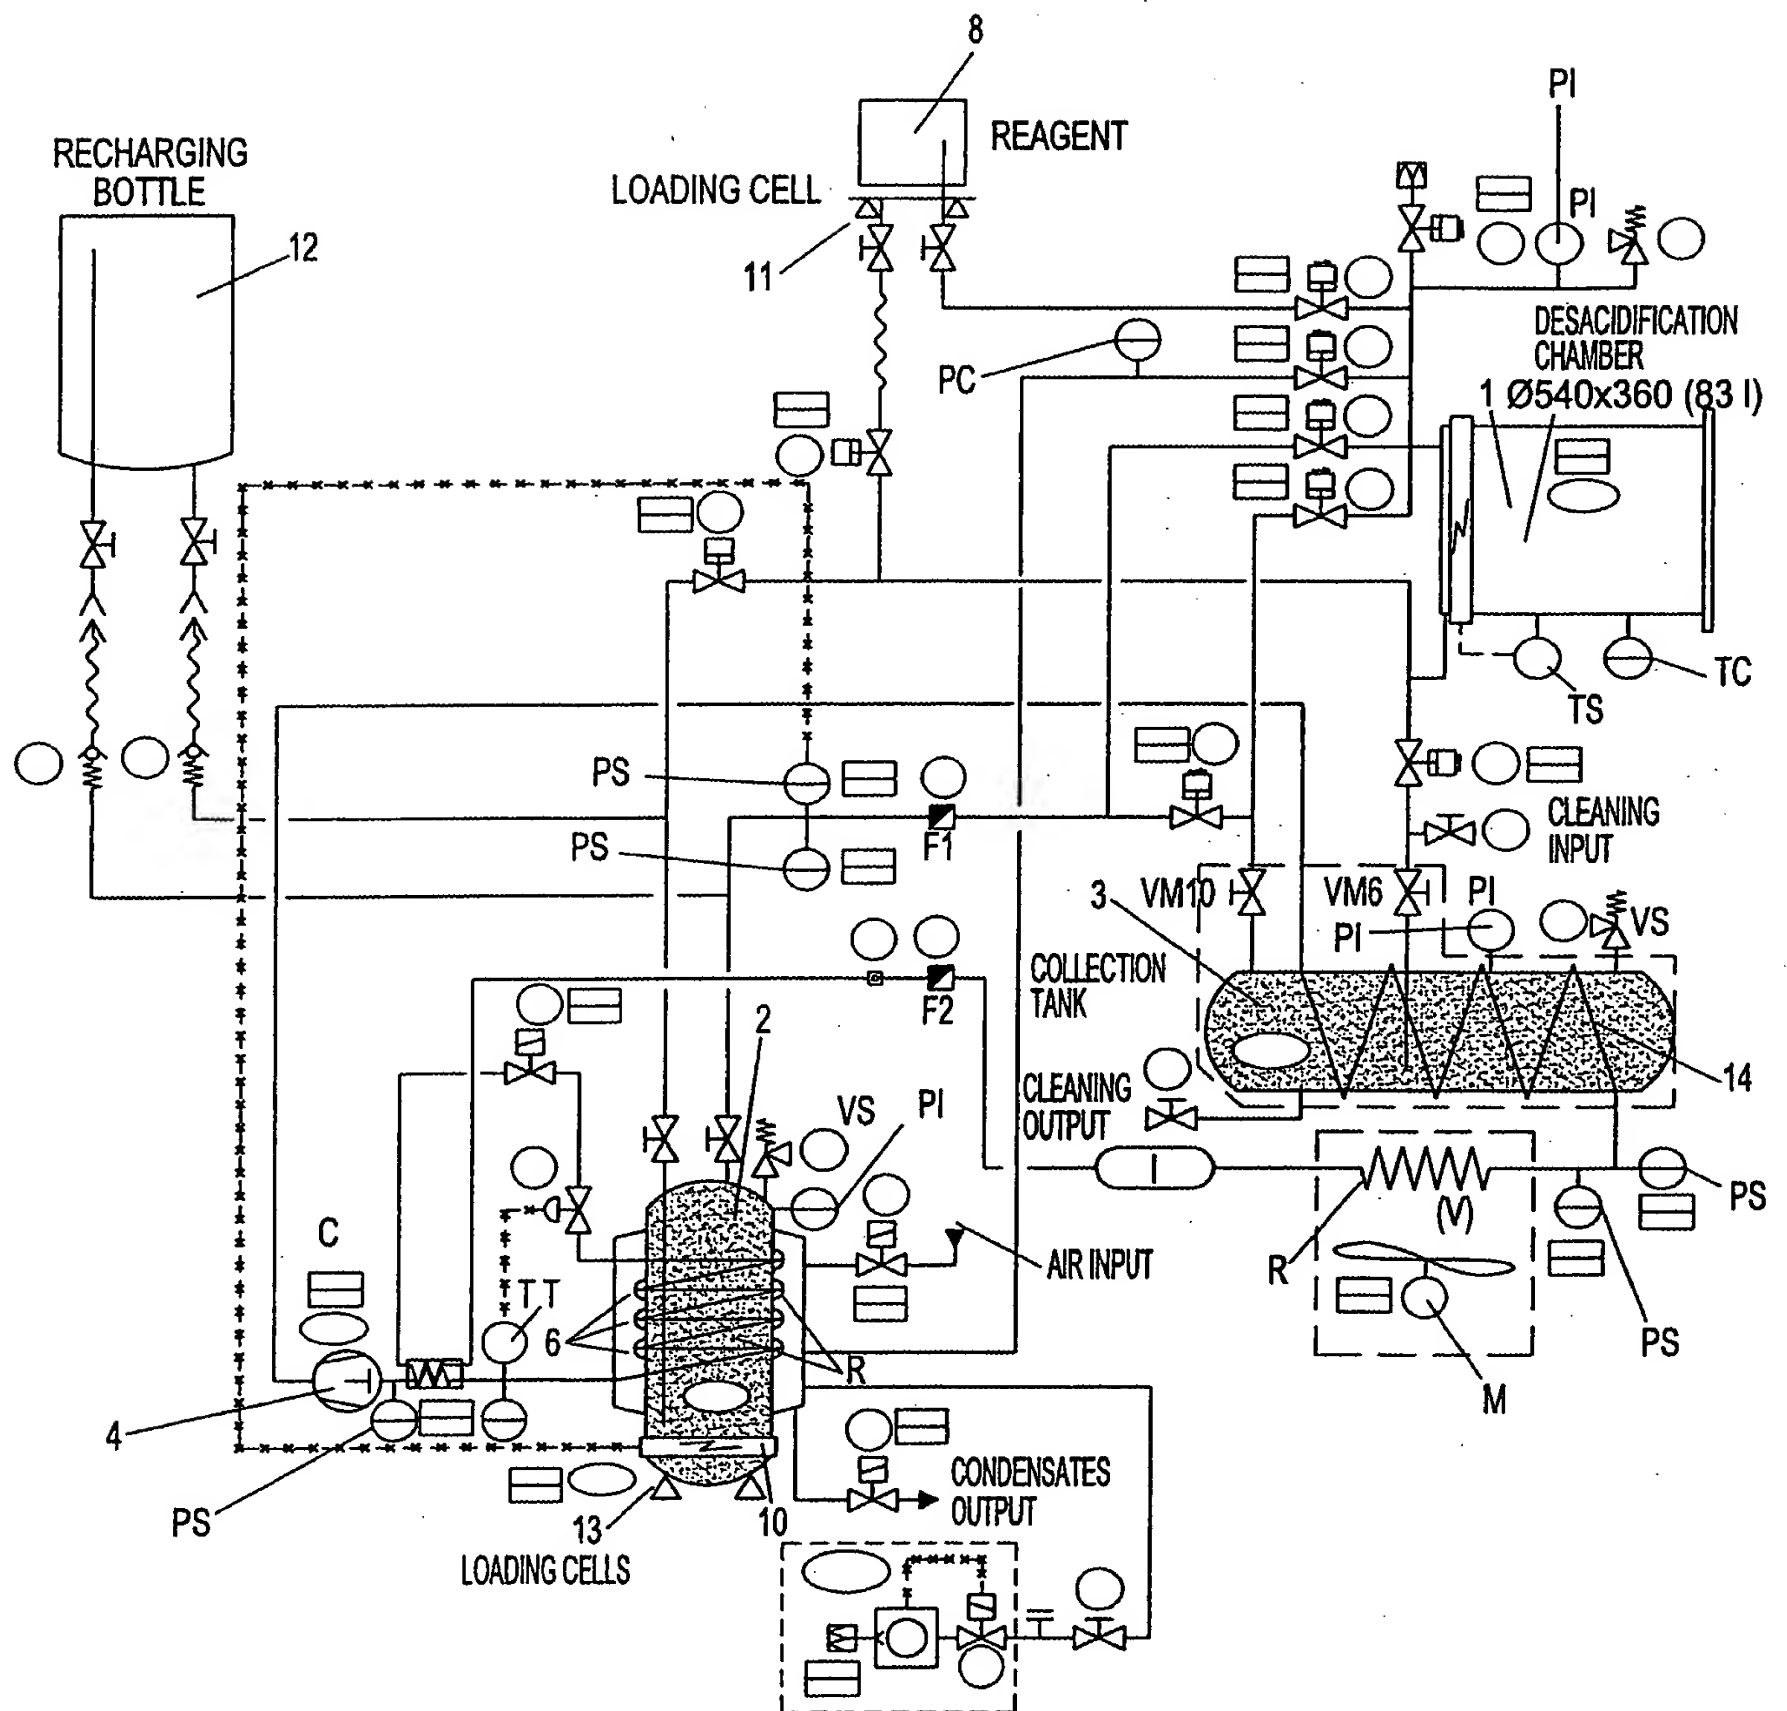 8
PI
RECHARGING
BOTTLE
REAGENT
LOADING CELL
PI
12
11
DESACIDIFICATION
CHAMBER
PC
1 Ø540x360 (83 l)
TC
TS
PS
CLEANING
INPUT
F1
PS
3
VM10
VM6
PI
PI
VS
COLLECTION
TANK
F2
2
14
CLEANING
OUTPUT
VS
PI
PS
(V)
C
AIR INPUT
R
TT
6
PS
R
M
4
CONDENSATES
OUTPUT
PS
13
10
LOADING CELLS